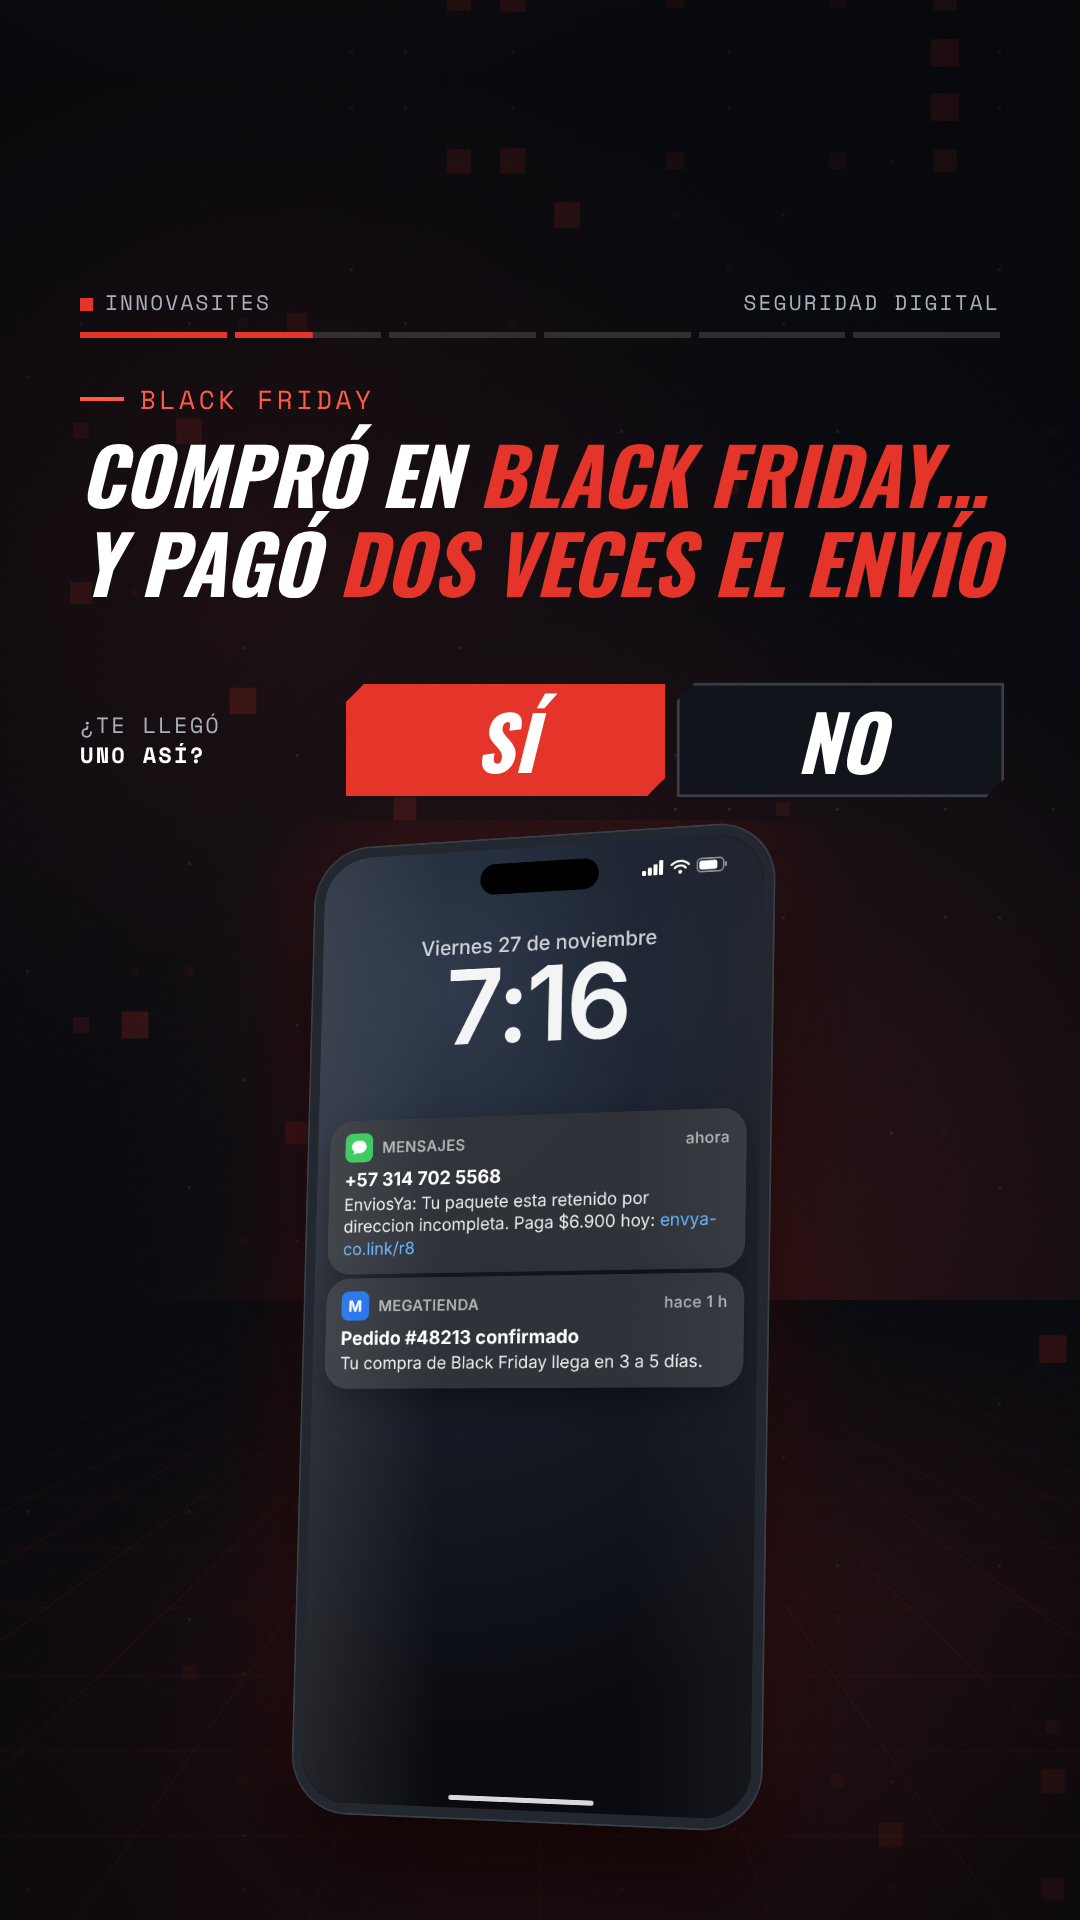 INNOVASITES
SEGURIDAD DIGITAL
BLACK FRIDAY
COMPRÓ EN BLACK FRIDAY...
Y PAGÓ DOS VECES EL ENVÍO
¿TE LLEGÓ
UNO ASÍ?
SÍ
NO
Viernes 27 de noviembre
7:16
MENSAJES
ahora
+57 314 702 5568
EnviosYa: Tu paquete esta retenido por
direccion incompleta. Paga $6.900 hoy: envya-
co.link/r8
M
MEGATIENDA
hace 1 h
Pedido #48213 confirmado
Tu compra de Black Friday llega en 3 a 5 días.